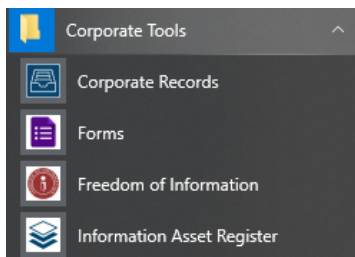 Corporate Tools
Corporate Records
Forms
Freedom of Information
Information Asset Register